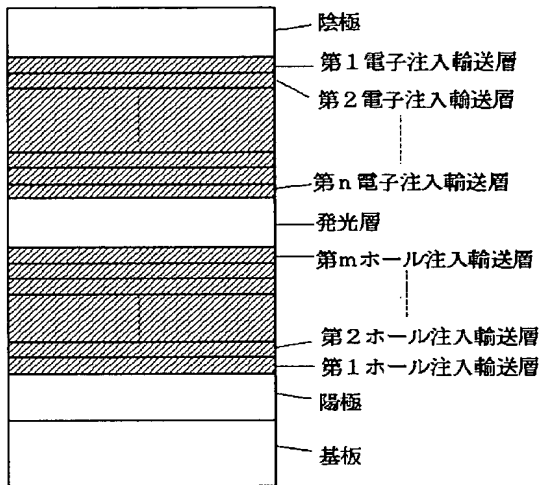 陰極
第1電子注入輸送層
第2電子注入輸送層
第n電子注入輸送層
発光層
第mホール注入輸送層
第2ホール注入輸送層
第1ホール注入輸送層
陽極
基板